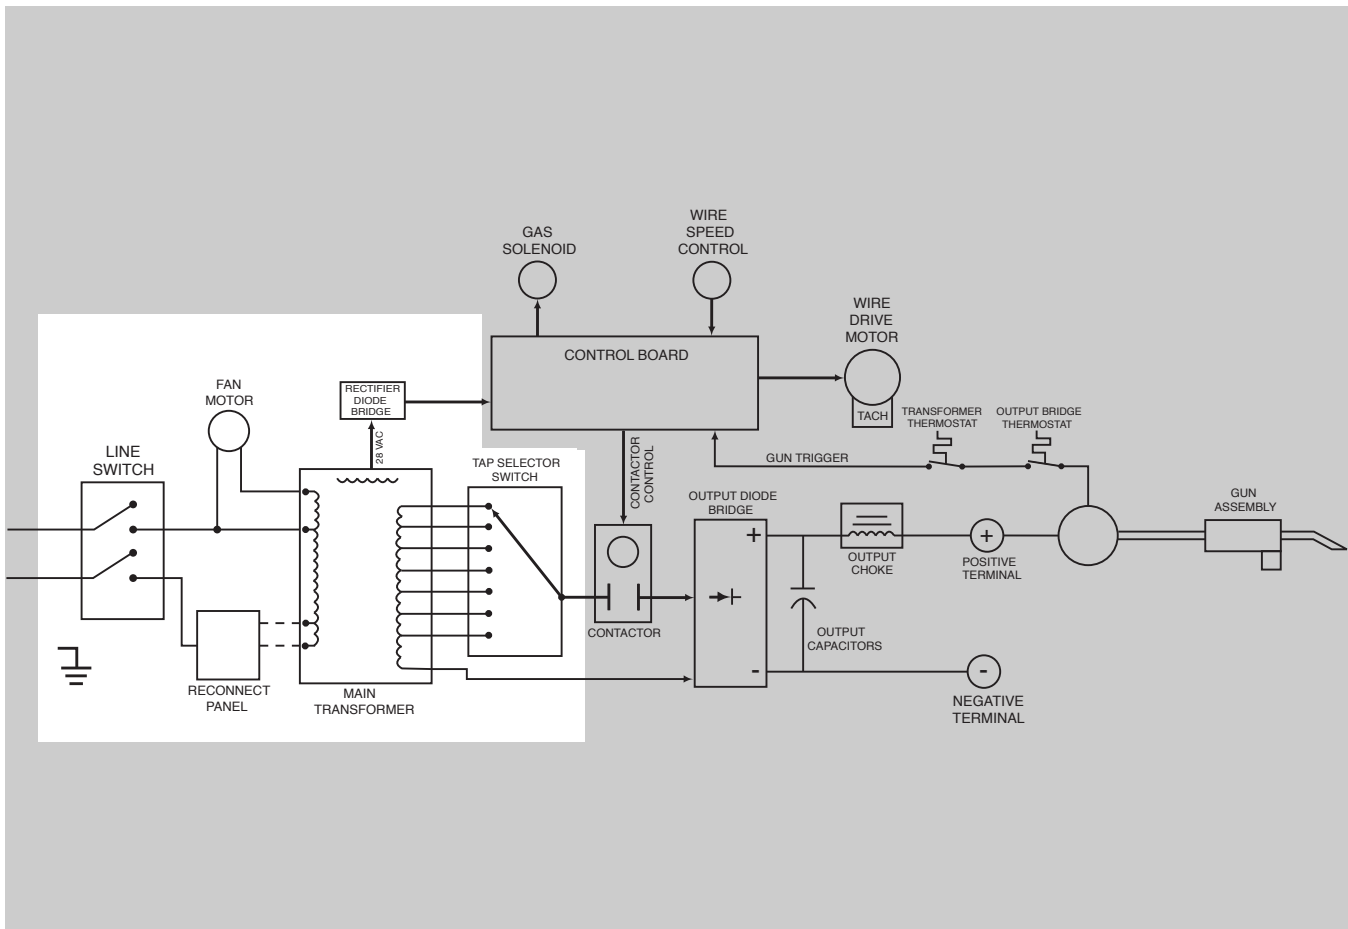 GAS
SOLENOID
WIRE
SPEED
CONTROL
WIRE
DRIVE
MOTOR
CONTROL BOARD
TACH
FAN
MOTOR
RECTIFIER
DIODE
BRIDGE
28 VAC
LINE
SWITCH
TAP SELECTOR
SWITCH
CONTACTOR
CONTROL
TRANSFORMER
THERMOSTAT
OUTPUT BRIDGE
THERMOSTAT
GUN TRIGGER
OUTPUT DIODE
BRIDGE
GUN
ASSEMBLY
+
-
OUTPUT
CHOKE
+
POSITIVE
TERMINAL
CONTACTOR
OUTPUT
CAPACITORS
RECONNECT
PANEL
MAIN
TRANSFORMER
-
NEGATIVE
TERMINAL